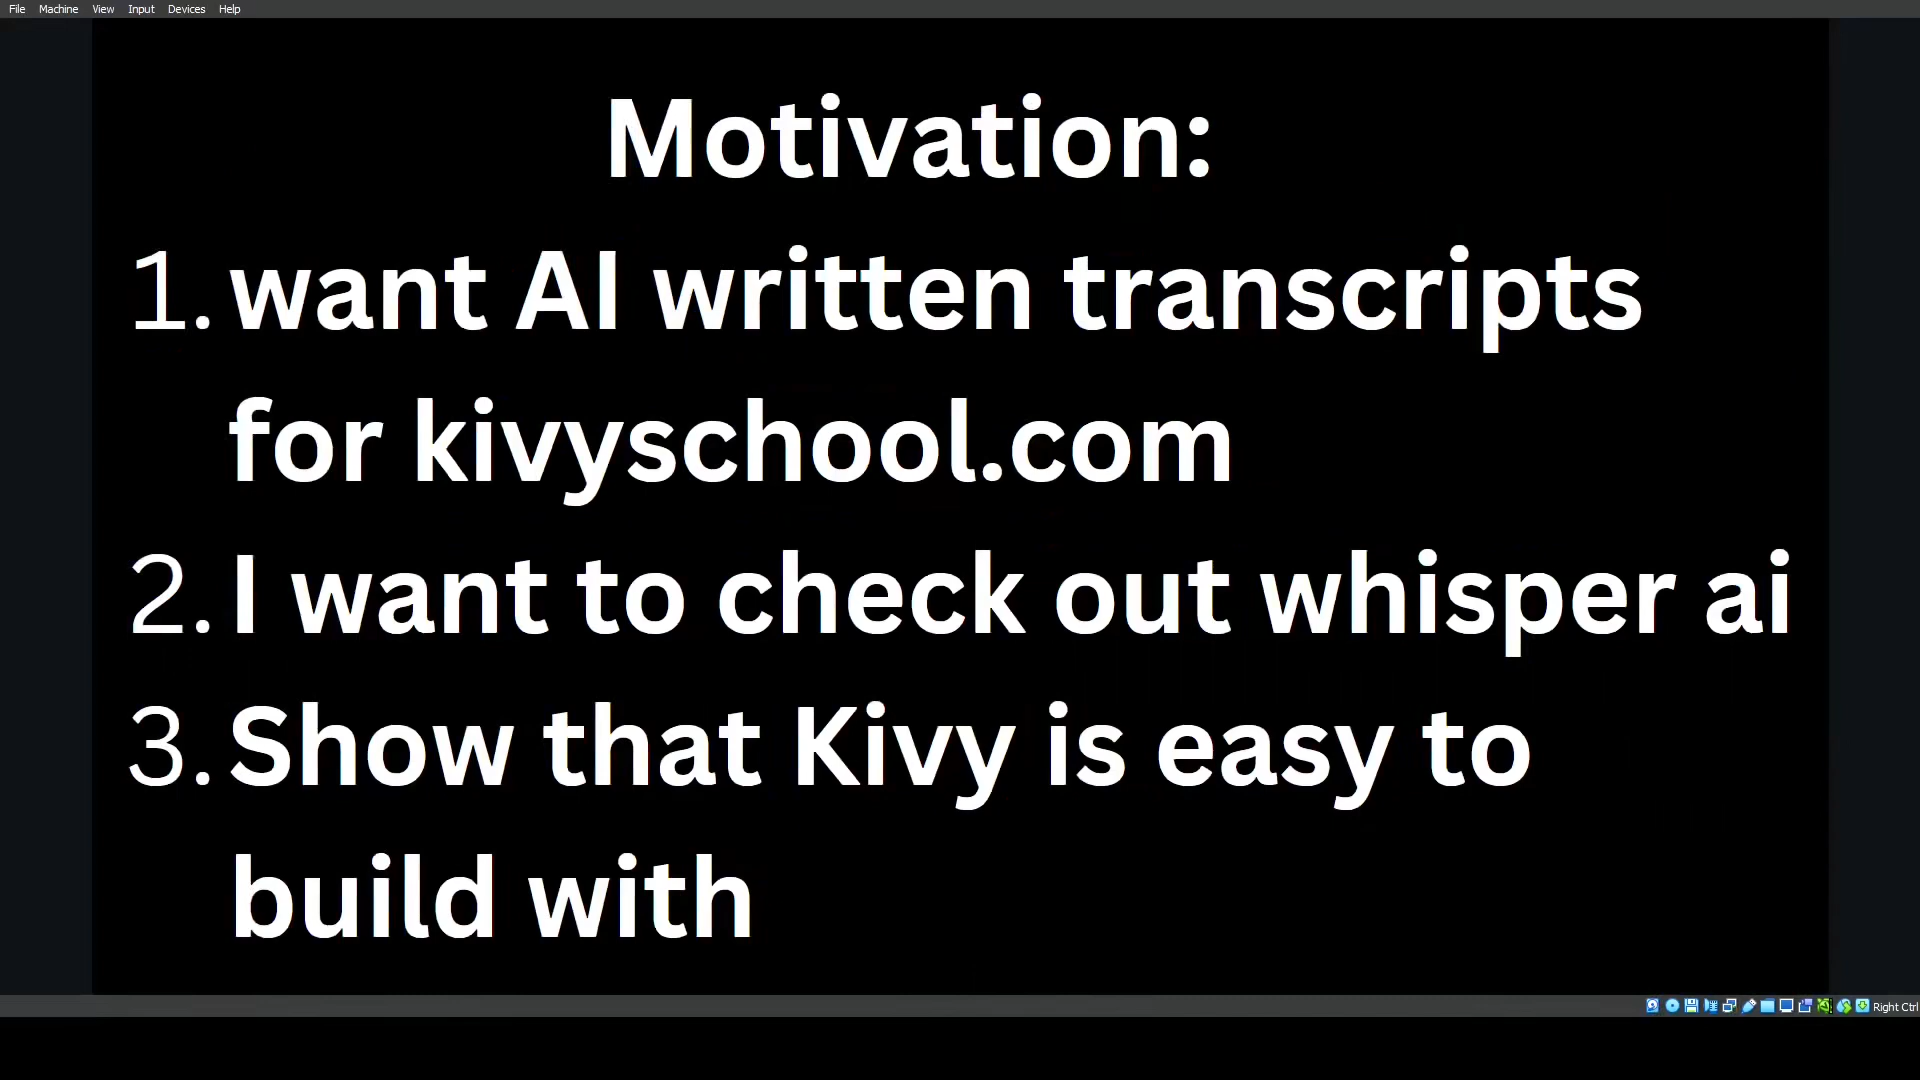 File Machine View Input Devices Help
Motivation:
1. want AI written transcripts
for kivyschool.com
2. I want to check out whisper ai
3. Show that Kivy is easy to
build with
Right Ctrl